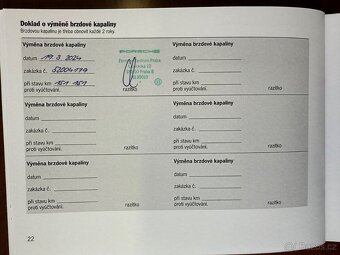 Doklad o výměně brzdové kapaliny
Brzdovou kapalinu je třeba obnovit každé 2 roky.
Výměna brzdové kapaliny
datum 19. 3. 2024
zakázka č. 52004179
při stavu km 151 151
proti vyúčtování. razítko
PORSCHE
Výměna brzdové kapaliny
datum
zakázka č.
při stavu km
proti vyúčtování. razítko
Výměna brzdové kapaliny
datum
zakázka č.
při stavu km
proti vyúčtování. razítko
Výměna brzdové kapaliny
datum
zakázka č.
při stavu km
proti vyúčtování. razítko
Výměna brzdové kapaliny
datum
zakázka č.
při stavu km
proti vyúčtování. razítko
Výměna brzdové kapaliny
datum
zakázka č.
při stavu km
proti vyúčtování. razítko
22